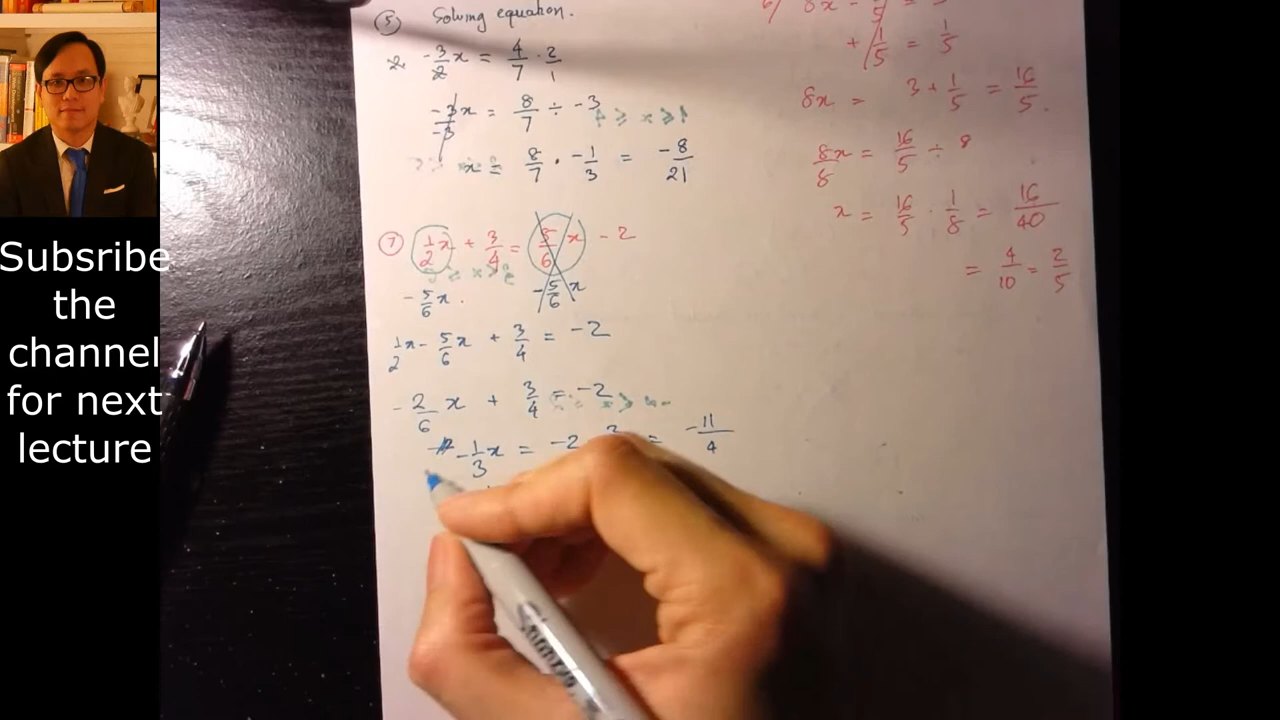 Subsribe
the
channel
for next
lecture
5 Solving equation.
2. -3/2 x = 4/7 · 2/1
-3/-3 x = 8/7 ÷ -3
x = 8/7 · -1/3 = -8/21
7 1/2 x + 3/4 = 5/6 x - 2
-5/6 x. -5/6 x
1/2 x - 5/6 x + 3/4 = -2
-2/6 x + 3/4 = -2
-1/3 x = -2 = -11/4
+ 1/5 = 1/5
8x = 3 + 1/5 = 16/5.
8x/8 = 16/5 ÷ 8
x = 16/5 · 1/8 = 16/40
= 4/10 = 2/5